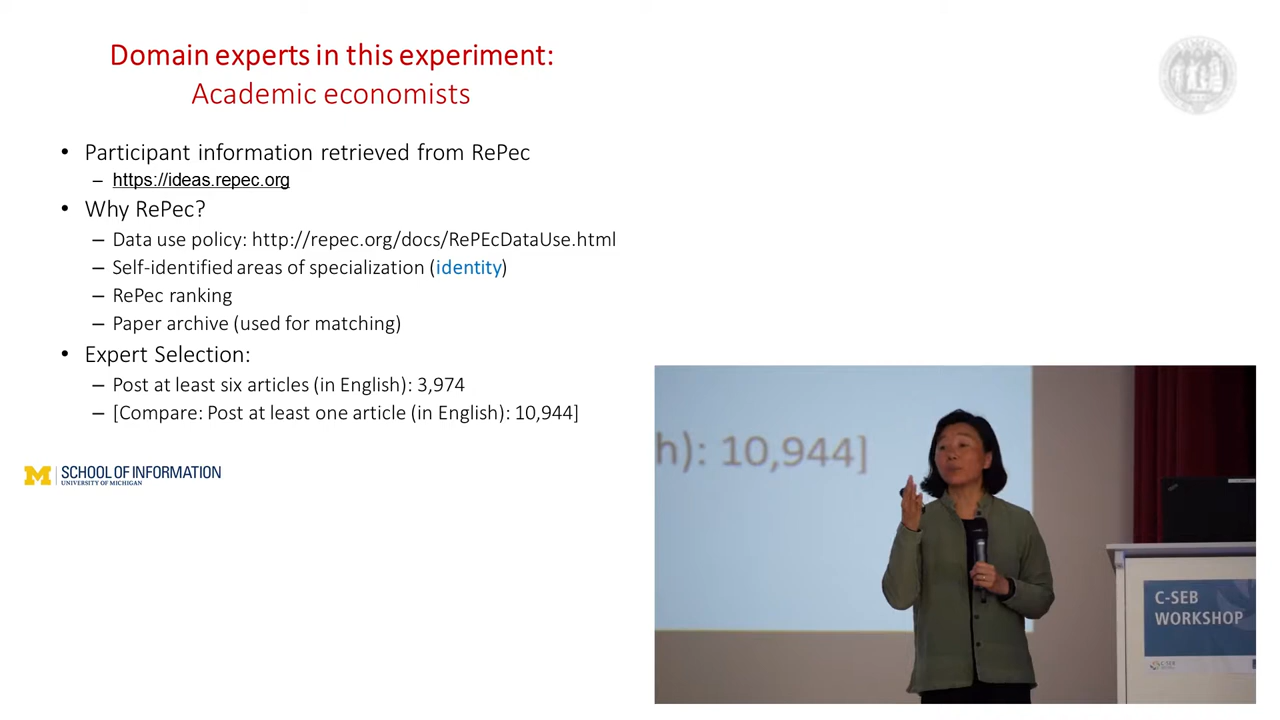 Domain experts in this experiment:
Academic economists
• Participant information retrieved from RePec
– https://ideas.repec.org
• Why RePec?
– Data use policy: http://repec.org/docs/RePEcDataUse.html
– Self-identified areas of specialization (identity)
– RePec ranking
– Paper archive (used for matching)
• Expert Selection:
– Post at least six articles (in English): 3,974
– [Compare: Post at least one article (in English): 10,944]
M SCHOOL OF INFORMATION
UNIVERSITY OF MICHIGAN
h): 10,944]
C-SEB
WORKSHOP